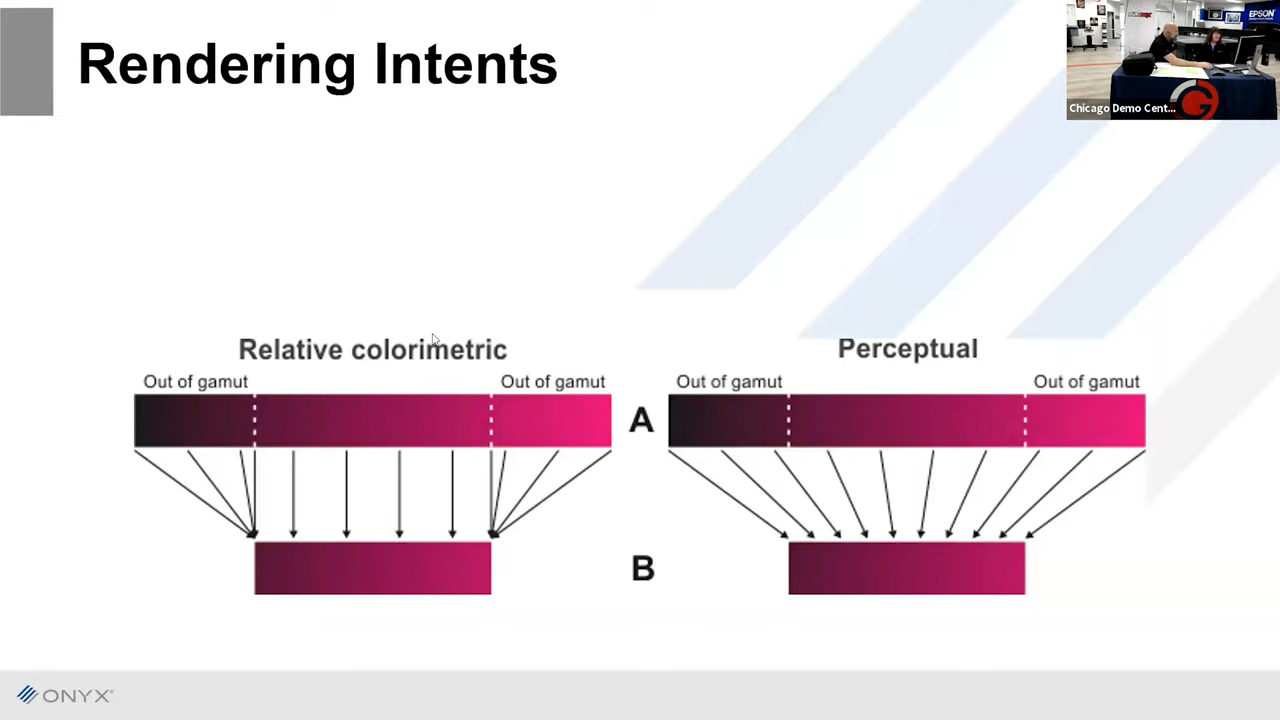 Rendering Intents
EPSON
Chicago Demo Cent...
Relative colorimetric
Perceptual
Out of gamut
Out of gamut
Out of gamut
Out of gamut
A
B
ONYX